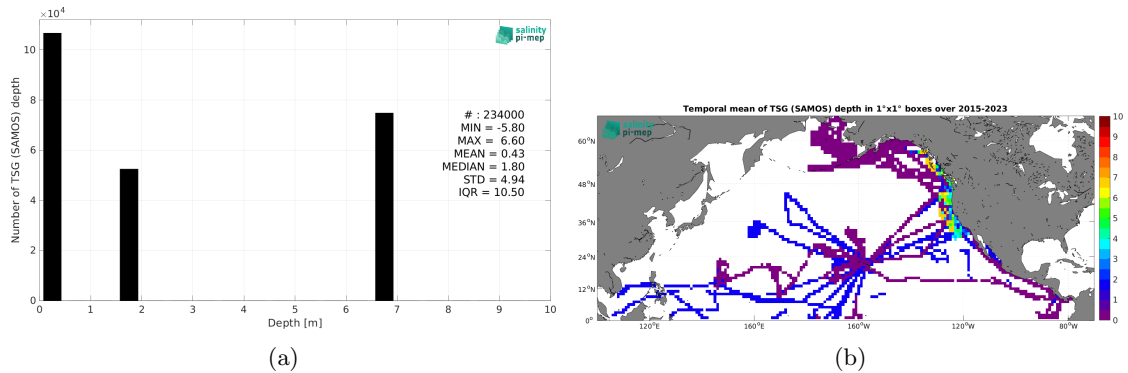 ×10⁴
10
8
6
4
2
0
Number of TSG (SAMOS) depth
salinity
pi-mep
# : 234000
MIN = -5.80
MAX = 6.60
MEAN = 0.43
MEDIAN = 1.80
STD = 4.94
IQR = 10.50
0 1 2 3 4 5 6 7 8 9 10
Depth [m]
(a)
Temporal mean of TSG (SAMOS) depth in 1°x1° boxes over 2015-2023
salinity
pi-mep
60°N
48°N
36°N
24°N
12°N
0°
120°E 160°E 160°W 120°W 80°W
10
9
8
7
6
5
4
3
2
1
0
(b)